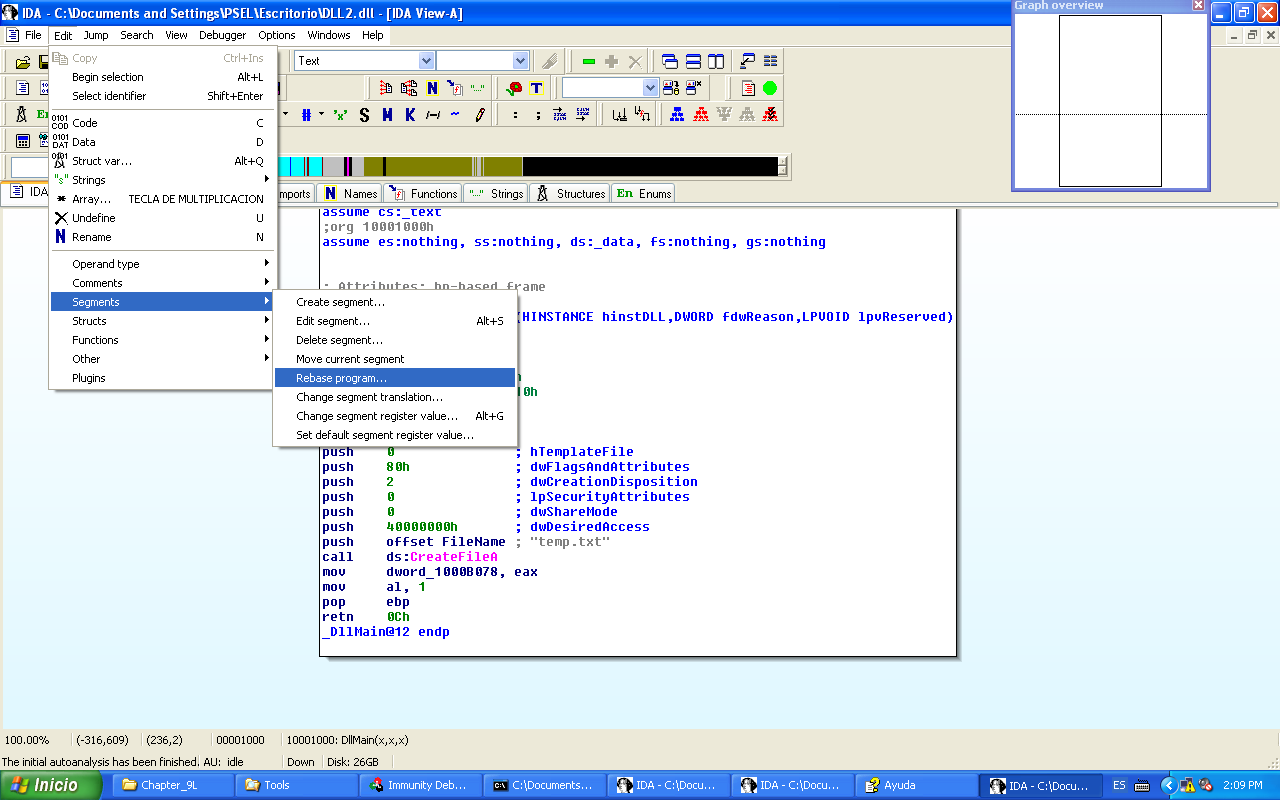 IDA - C:\Documents and Settings\PSEL\Escritorio\DLL2.dll - [IDA View-A]
Graph overview
File Edit Jump Search View Debugger Options Windows Help
Copy Ctrl+Ins
Begin selection Alt+L
Select identifier Shift+Enter
Code C
Data D
Struct var... Alt+Q
Strings
Array... TECLA DE MULTIPLICACION
Undefine U
Rename N
Operand type
Comments
Segments
Structs
Functions
Other
Plugins
Create segment...
Edit segment... Alt+S
Delete segment...
Move current segment
Rebase program...
Change segment translation...
Change segment register value... Alt+G
Set default segment register value...
Text
IDA
mports
N Names
Functions
Strings
Structures
En Enums
assume cs:_text
;org 10001000h
assume es:nothing, ss:nothing, ds:_data, fs:nothing, gs:nothing
; Attributes: bp-based frame
(HINSTANCE hinstDLL,DWORD fdwReason,LPVOID lpvReserved)
0h
push 0 ; hTemplateFile
push 80h ; dwFlagsAndAttributes
push 2 ; dwCreationDisposition
push 0 ; lpSecurityAttributes
push 0 ; dwShareMode
push 40000000h ; dwDesiredAccess
push offset FileName ; "temp.txt"
call ds:CreateFileA
mov dword_1000B078, eax
mov al, 1
pop ebp
retn 0Ch
_DllMain@12 endp
100.00% (-316,609) (236,2) 00001000 10001000: DllMain(x,x,x)
The initial autoanalysis has been finished. AU: idle Down Disk: 26GB
Inicio
Chapter_9L
Tools
Immunity Deb...
C:\Documents...
IDA - C:\Docu...
IDA - C:\Docu...
Ayuda
IDA - C:\Docu...
ES
2:09 PM